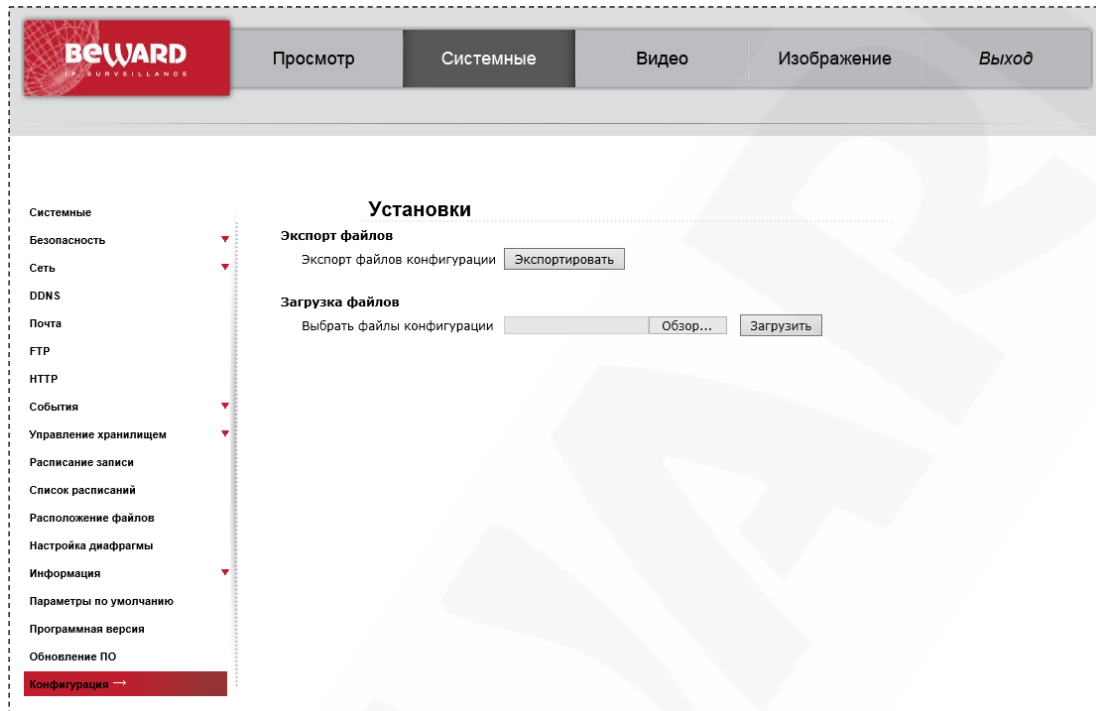 BEWARD
IP SURVEILLANCE
Просмотр Системные Видео Изображение Выход
Системные
Безопасность
Сеть
DDNS
Почта
FTP
HTTP
События
Управление хранилищем
Расписание записи
Список расписаний
Расположение файлов
Настройка диафрагмы
Информация
Параметры по умолчанию
Программная версия
Обновление ПО
Конфигурация →
Установки
Экспорт файлов
Экспорт файлов конфигурации Экспортировать
Загрузка файлов
Выбрать файлы конфигурации Обзор... Загрузить